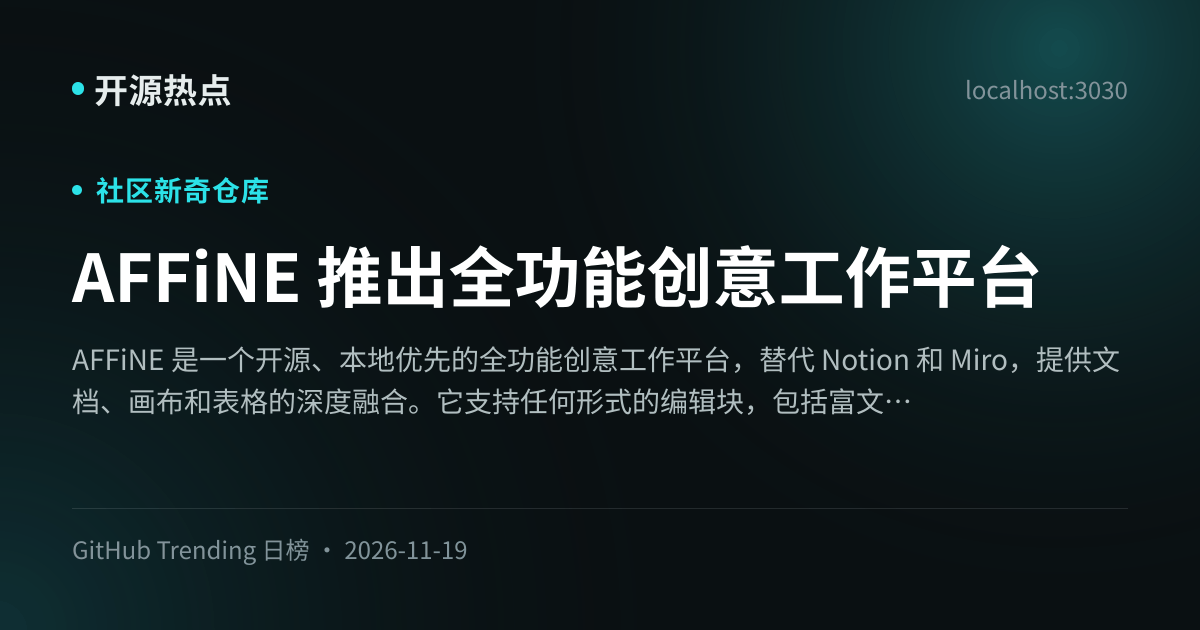 开源热点
localhost:3030
社区新奇仓库
AFFiNE 推出全功能创意工作平台
AFFiNE 是一个开源、本地优先的全功能创意工作平台，替代 Notion 和 Miro，提供文
档、画布和表格的深度融合。它支持任何形式的编辑块，包括富文…
GitHub Trending 日榜 · 2026-11-19